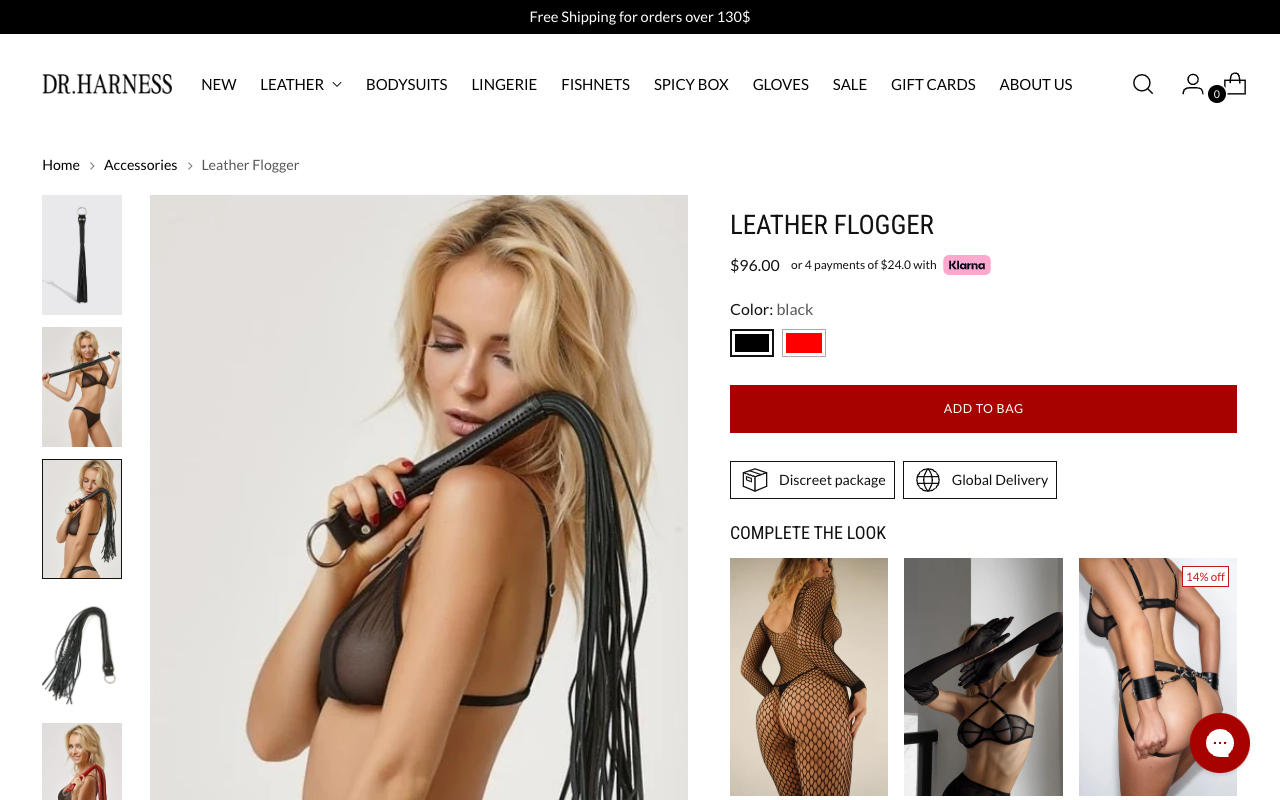 Free Shipping for orders over 130$
DR.HARNESS
NEW
LEATHER
BODYSUITS
LINGERIE
FISHNETS
SPICY BOX
GLOVES
SALE
GIFT CARDS
ABOUT US
0
Home
Accessories
Leather Flogger
LEATHER FLOGGER
$96.00 or 4 payments of $24.0 with Klarna
Color: black
ADD TO BAG
Discreet package
Global Delivery
COMPLETE THE LOOK
14% off